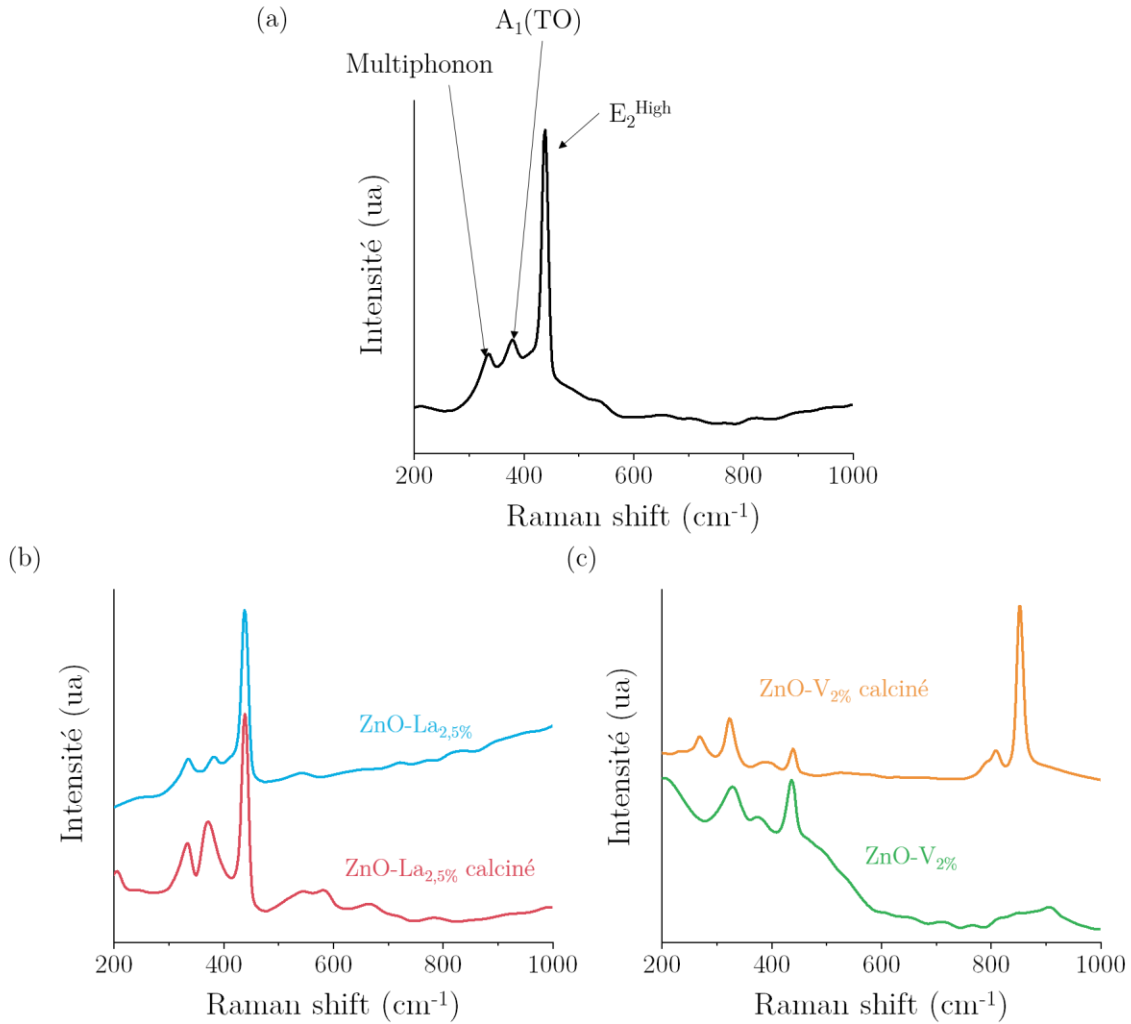 (a)
A₁(TO)
Multiphonon
E₂ᴴⁱᵍʰ
Intensité (ua)
200 400 600 800 1000
Raman shift (cm⁻¹)
(b)
Intensité (ua)
ZnO-La₂,₅%
ZnO-La₂,₅% calciné
200 400 600 800 1000
Raman shift (cm⁻¹)
(c)
Intensité (ua)
ZnO-V₂% calciné
ZnO-V₂%
200 400 600 800 1000
Raman shift (cm⁻¹)